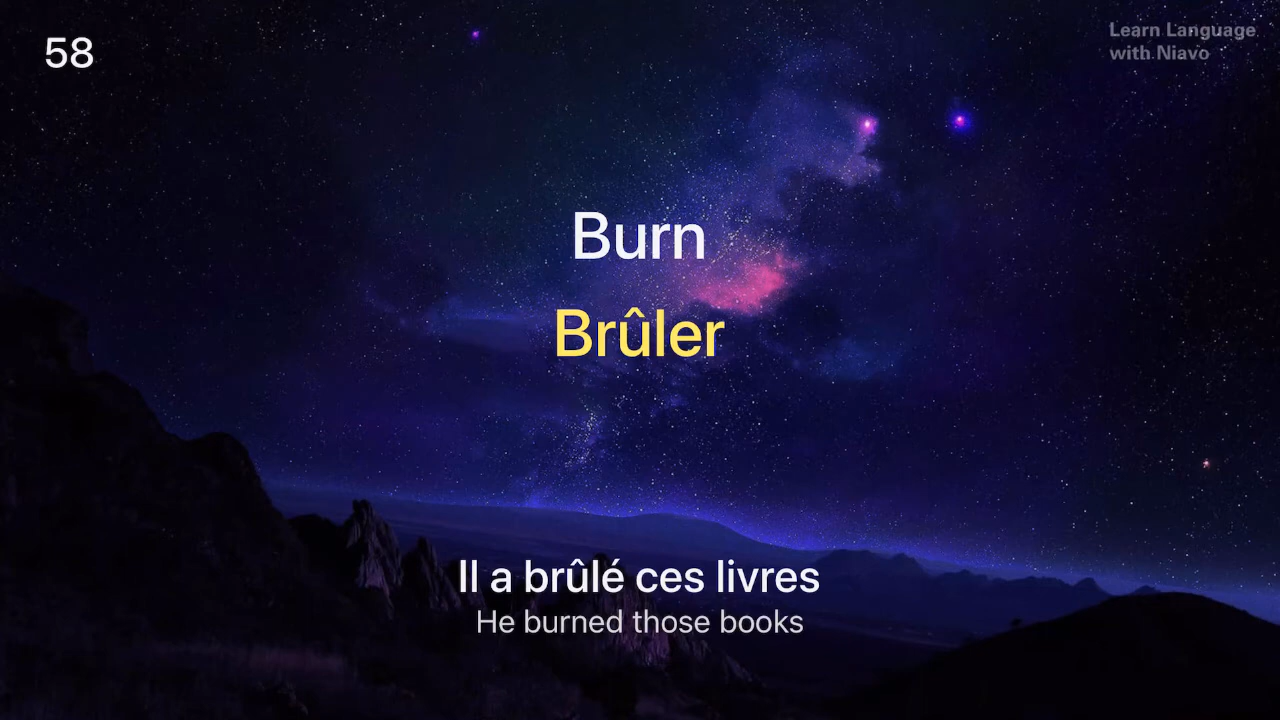 58
Learn Language
with Niavo
Burn
Brûler
Il a brûlé ces livres
He burned those books